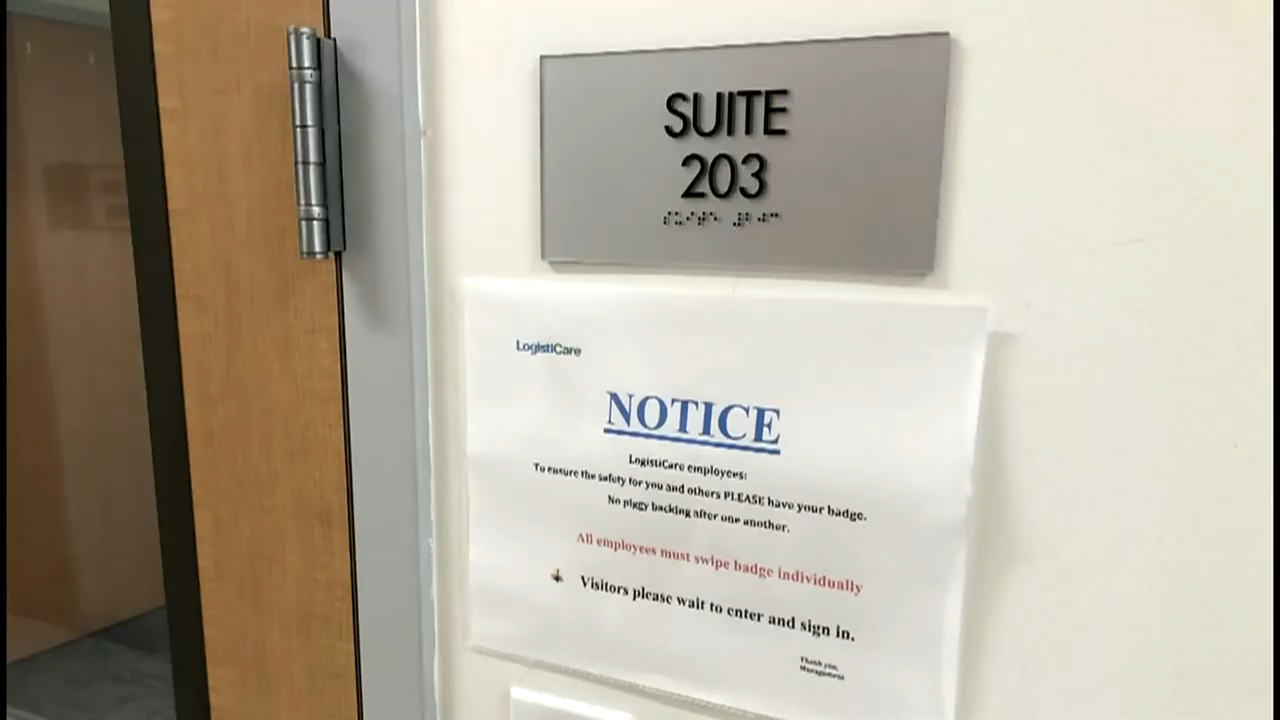 SUITE
203
LogistiCare
NOTICE
LogistiCare employees:
To ensure the safety for you and others PLEASE have your badge.
No piggy backing after one another.
All employees must swipe badge individually
Visitors please wait to enter and sign in.
Thank you,
Management